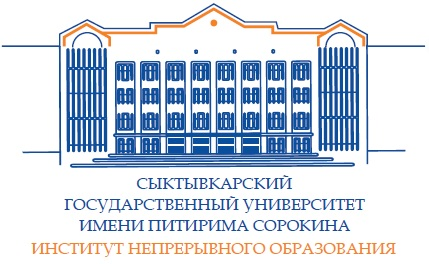 СЫКТЫВКАРСКИЙ
ГОСУДАРСТВЕННЫЙ УНИВЕРСИТЕТ
ИМЕНИ ПИТИРИМА СОРОКИНА
ИНСТИТУТ НЕПРЕРЫВНОГО ОБРАЗОВАНИЯ